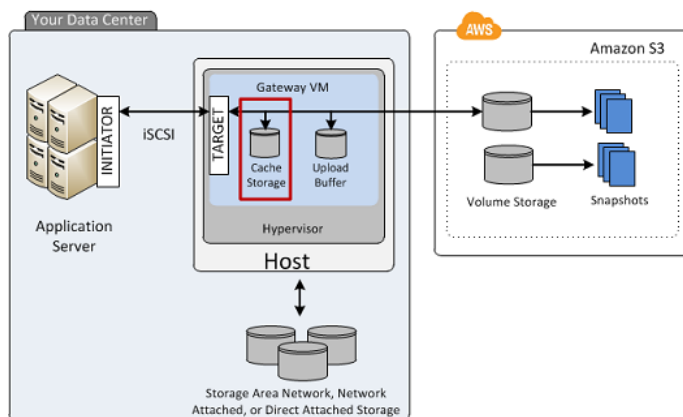 Your Data Center
AWS
Amazon S3
Gateway VM
INITIATOR
iSCSI
TARGET
Cache
Storage
Upload
Buffer
Volume Storage
Snapshots
Application
Server
Hypervisor
Host
Storage Area Network, Network
Attached, or Direct Attached Storage